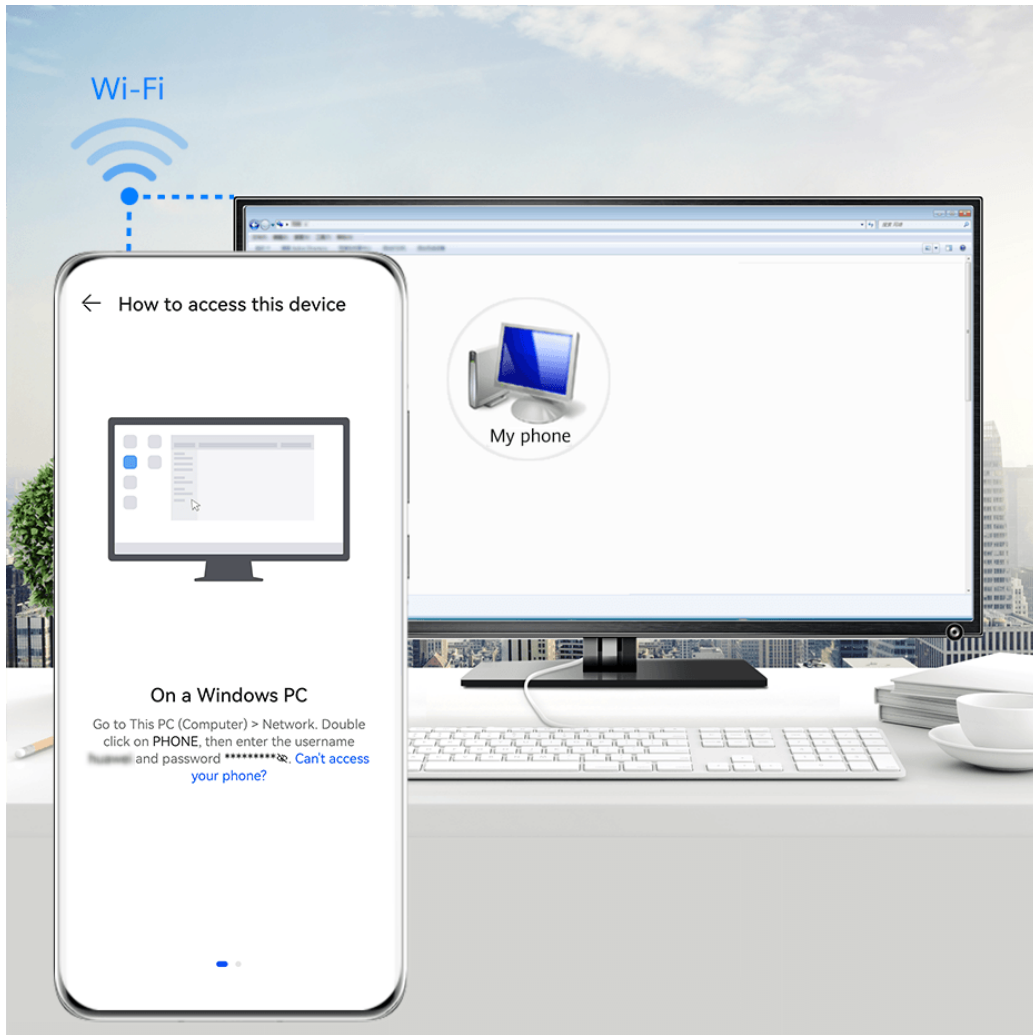 Wi-Fi
How to access this device
My phone
On a Windows PC
Go to This PC (Computer) > Network. Double
click on PHONE, then enter the username
and password *********. Can't access
your phone?